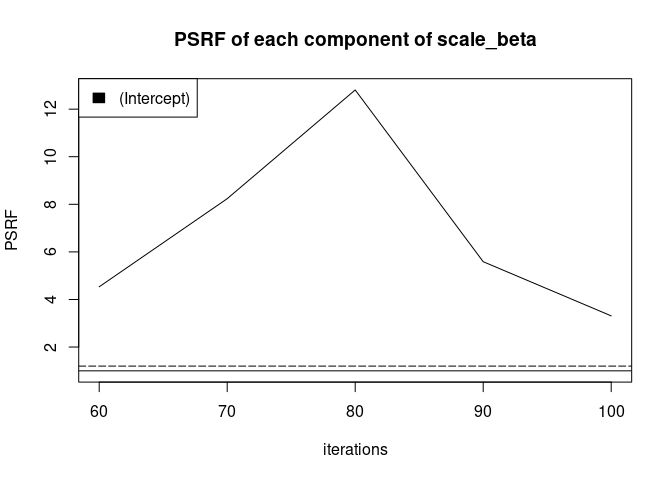 PSRF of each component of scale_beta
(Intercept)
PSRF
12
10
8
6
4
2
60 70 80 90 100
iterations